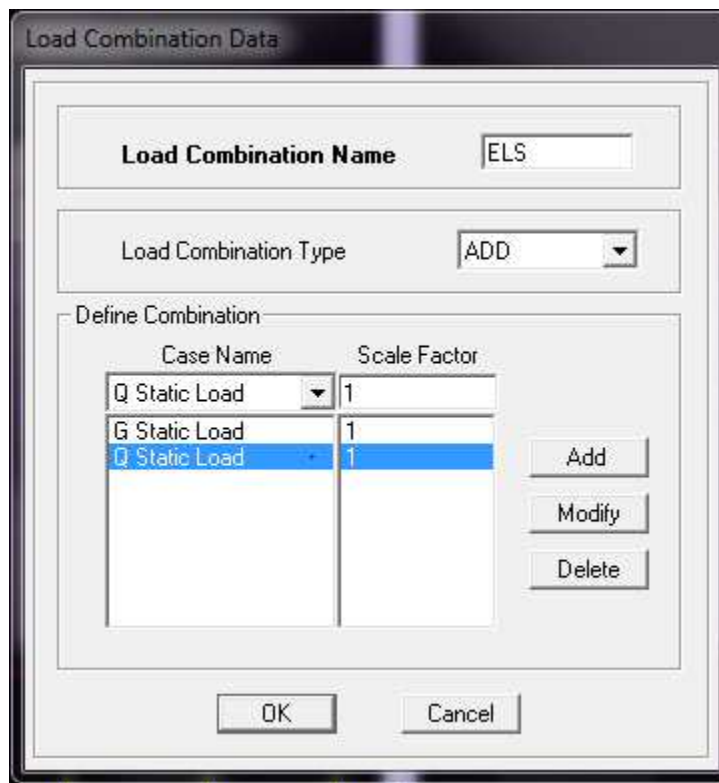 Load Combination Data
Load Combination Name ELS
Load Combination Type ADD
Define Combination
Case Name Scale Factor
Q Static Load 1
G Static Load 1
Q Static Load 1
Add
Modify
Delete
OK Cancel